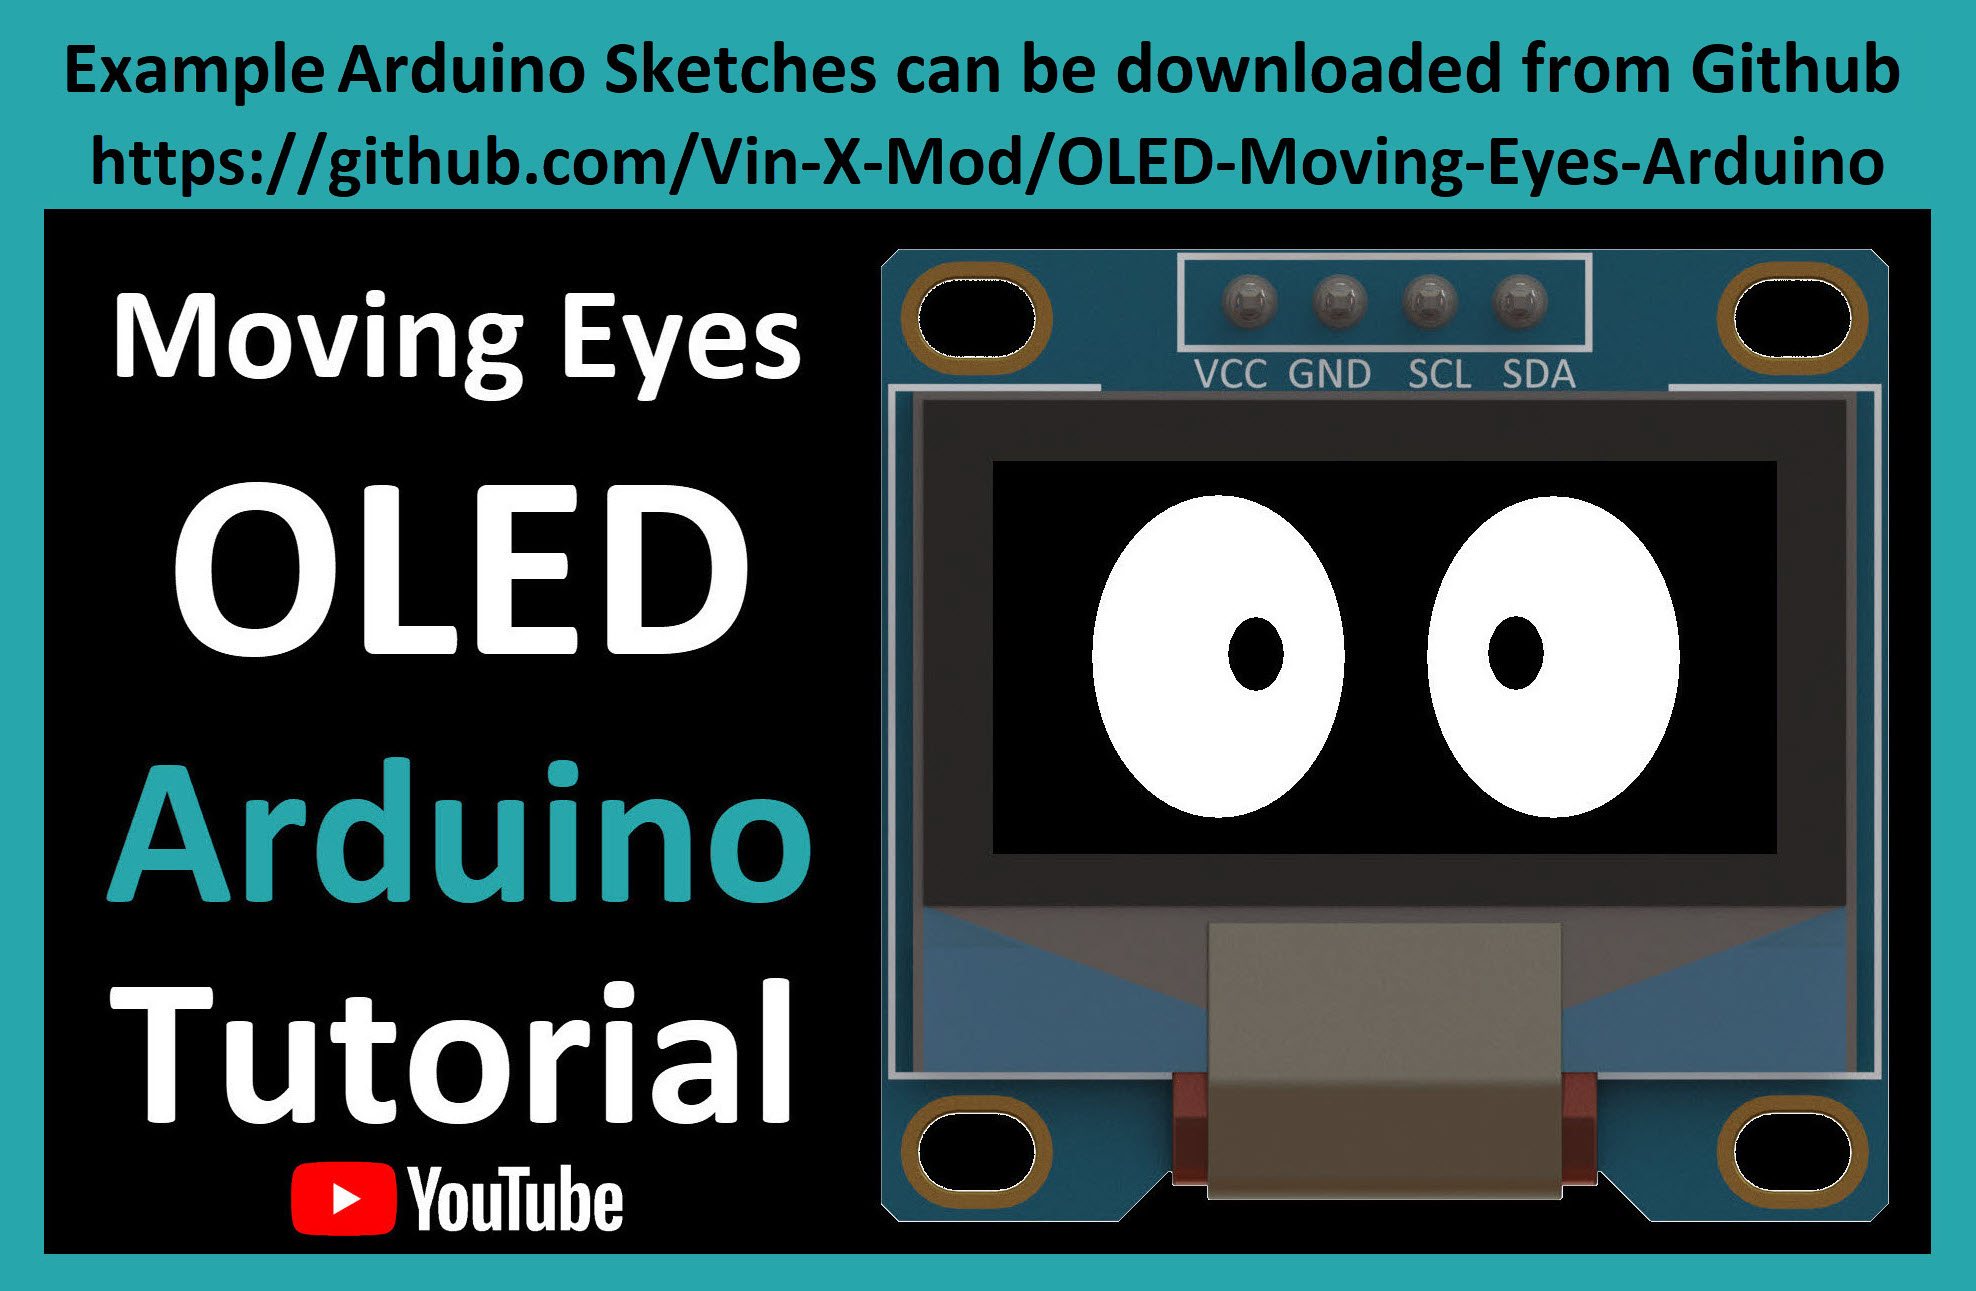 Example Arduino Sketches can be downloaded from Github
https://github.com/Vin-X-Mod/OLED-Moving-Eyes-Arduino
Moving Eyes
OLED
Arduino
Tutorial
YouTube
VCC GND SCL SDA